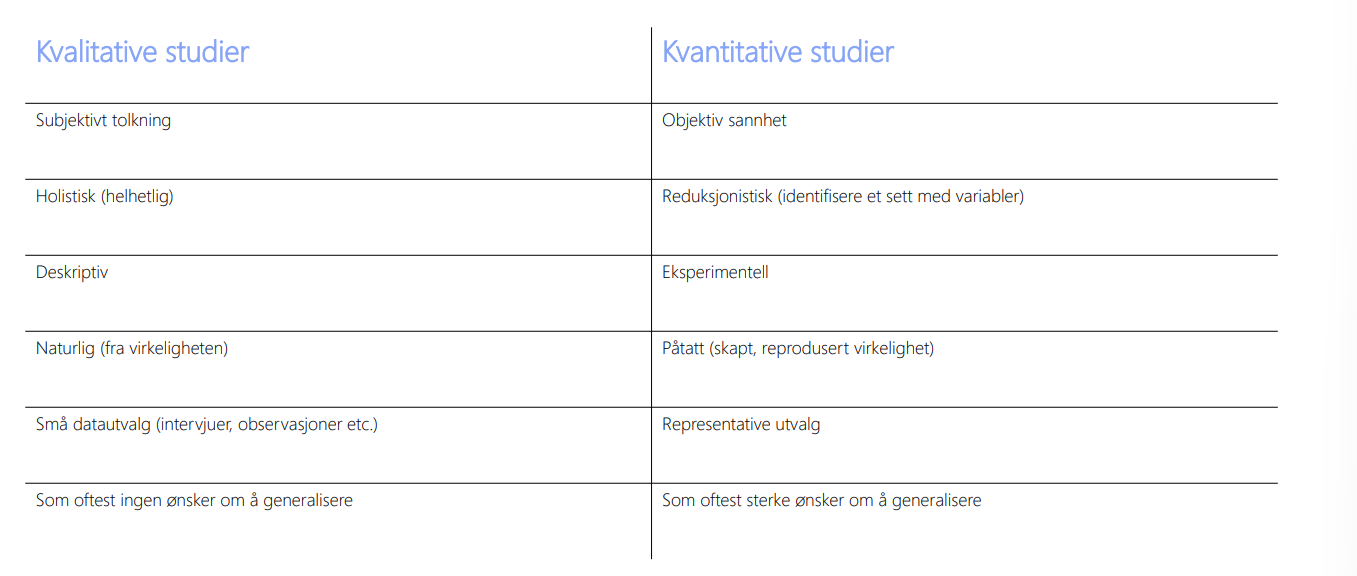 Kvalitative studier
Kvantitative studier
Subjektivt tolkning
Objektiv sannhet
Holistisk (helhetlig)
Reduksjonistisk (identifisere et sett med variabler)
Deskriptiv
Eksperimentell
Naturlig (fra virkeligheten)
Påtatt (skapt, reprodusert virkelighet)
Små datautvalg (intervjuer, observasjoner etc.)
Representative utvalg
Som oftest ingen ønsker om å generalisere
Som oftest sterke ønsker om å generalisere